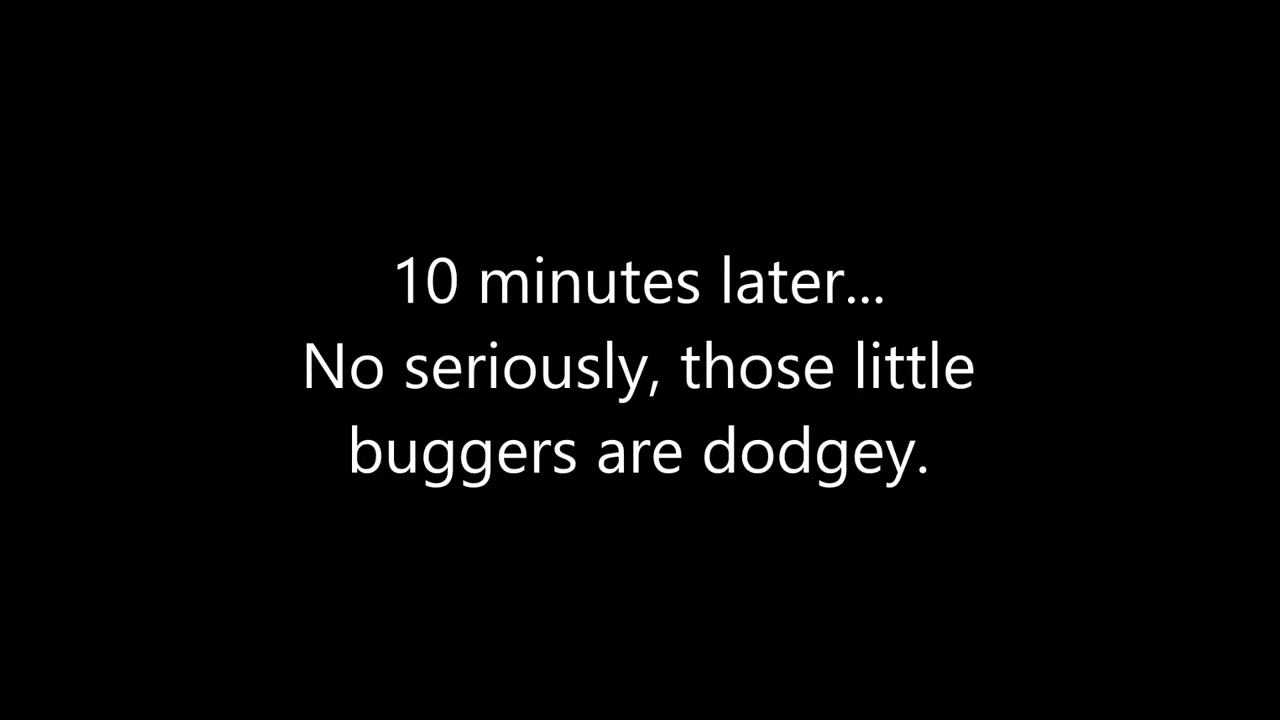 10 minutes later...
No seriously, those little
buggers are dodgey.